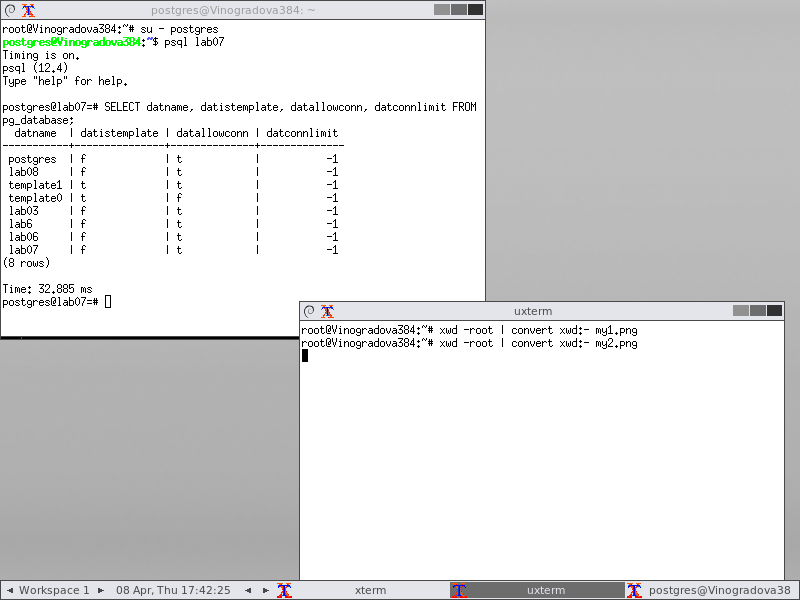 postgres@Vinogradova384: ~
root@Vinogradova384:~# su - postgres
postgres@Vinogradova384:~$ psql lab07
Timing is on.
psql (12.4)
Type "help" for help.
postgres@lab07=# SELECT datname, datistemplate, datallowconn, datconnlimit FROM
pg_database;
datname | datistemplate | datallowconn | datconnlimit
-----------+---------------+--------------+--------------
postgres | f | t | -1
lab08 | f | t | -1
template1 | t | t | -1
template0 | t | f | -1
lab03 | f | t | -1
lab6 | f | t | -1
lab06 | f | t | -1
lab07 | f | t | -1
(8 rows)
Time: 32.885 ms
postgres@lab07=#
uxterm
root@Vinogradova384:~# xwd -root | convert xwd:- my1.png
root@Vinogradova384:~# xwd -root | convert xwd:- my2.png
Workspace 1 08 Apr, Thu 17:42:25 xterm uxterm postgres@Vinogradova38